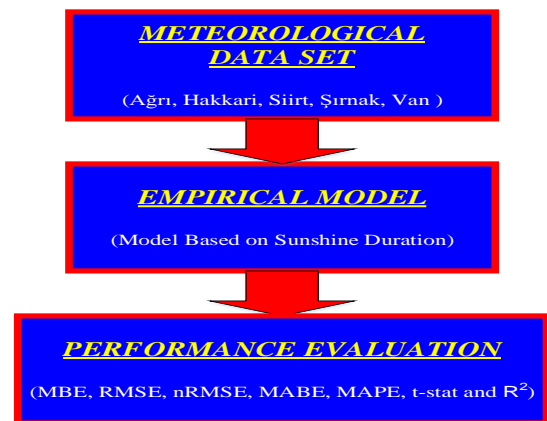 METEOROLOGICAL
DATA SET
(Ağrı, Hakkari, Siirt, Şırnak, Van )
EMPIRICAL MODEL
(Model Based on Sunshine Duration)
PERFORMANCE EVALUATION
(MBE, RMSE, nRMSE, MABE, MAPE, t-stat and R²)